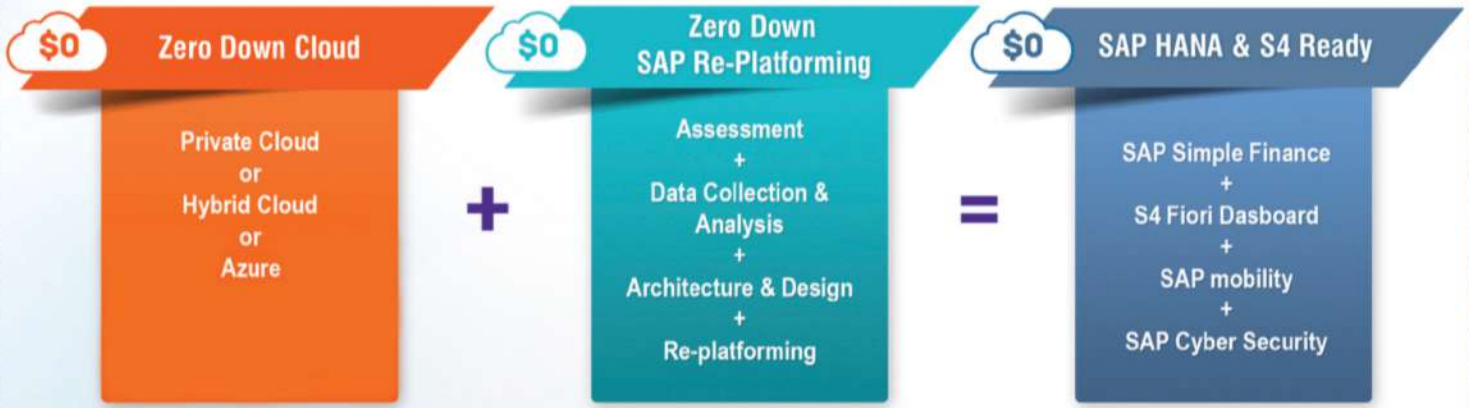 $0
Zero Down Cloud
Private Cloud
or
Hybrid Cloud
or
Azure
+
$0
Zero Down
SAP Re-Platforming
Assessment
+
Data Collection &
Analysis
+
Architecture & Design
+
Re-platforming
=
$0
SAP HANA & S4 Ready
SAP Simple Finance
+
S4 Fiori Dasboard
+
SAP mobility
+
SAP Cyber Security